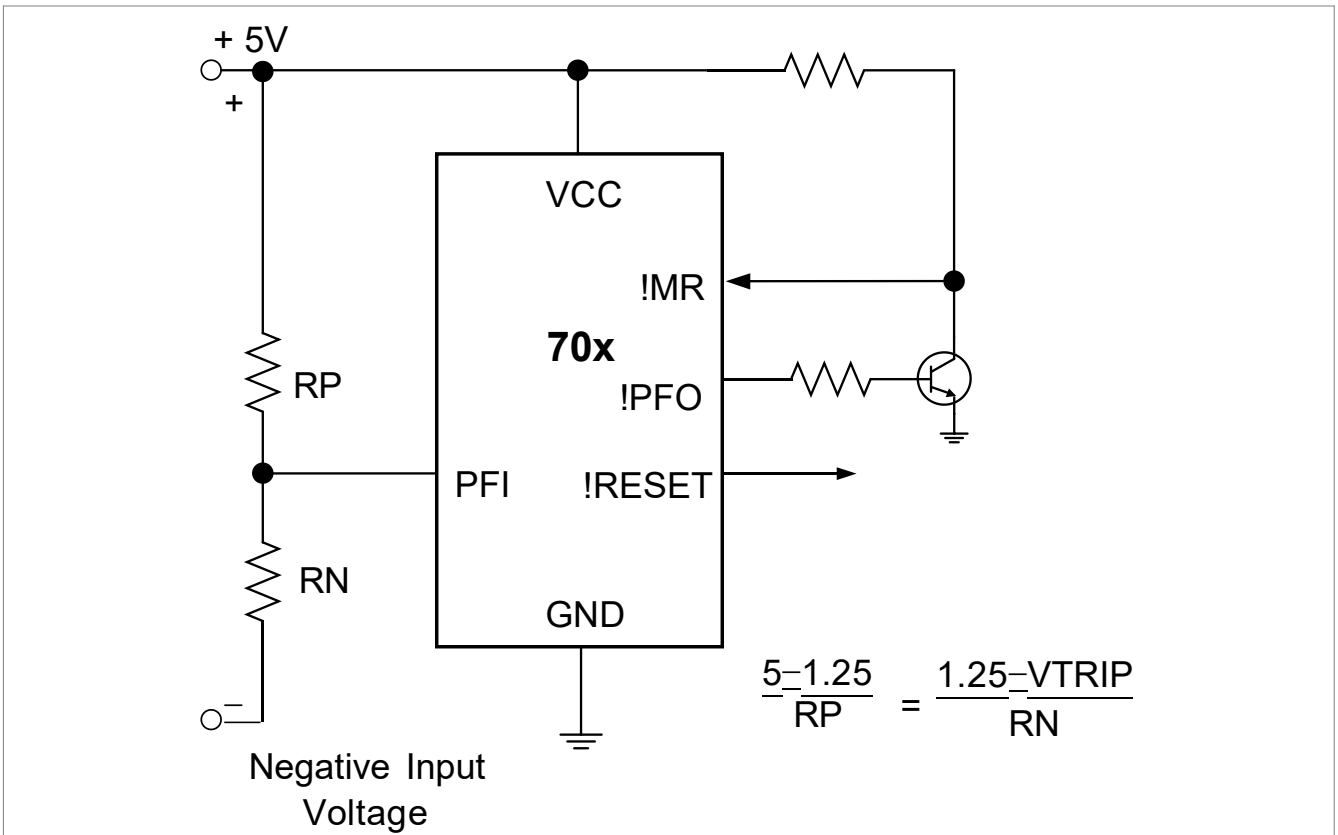 + 5V
+
VCC
!MR
70x
RP
!PFO
PFI
!RESET
RN
GND
5–1.25 = 1.25–VTRIP
RP RN
–
Negative Input
Voltage